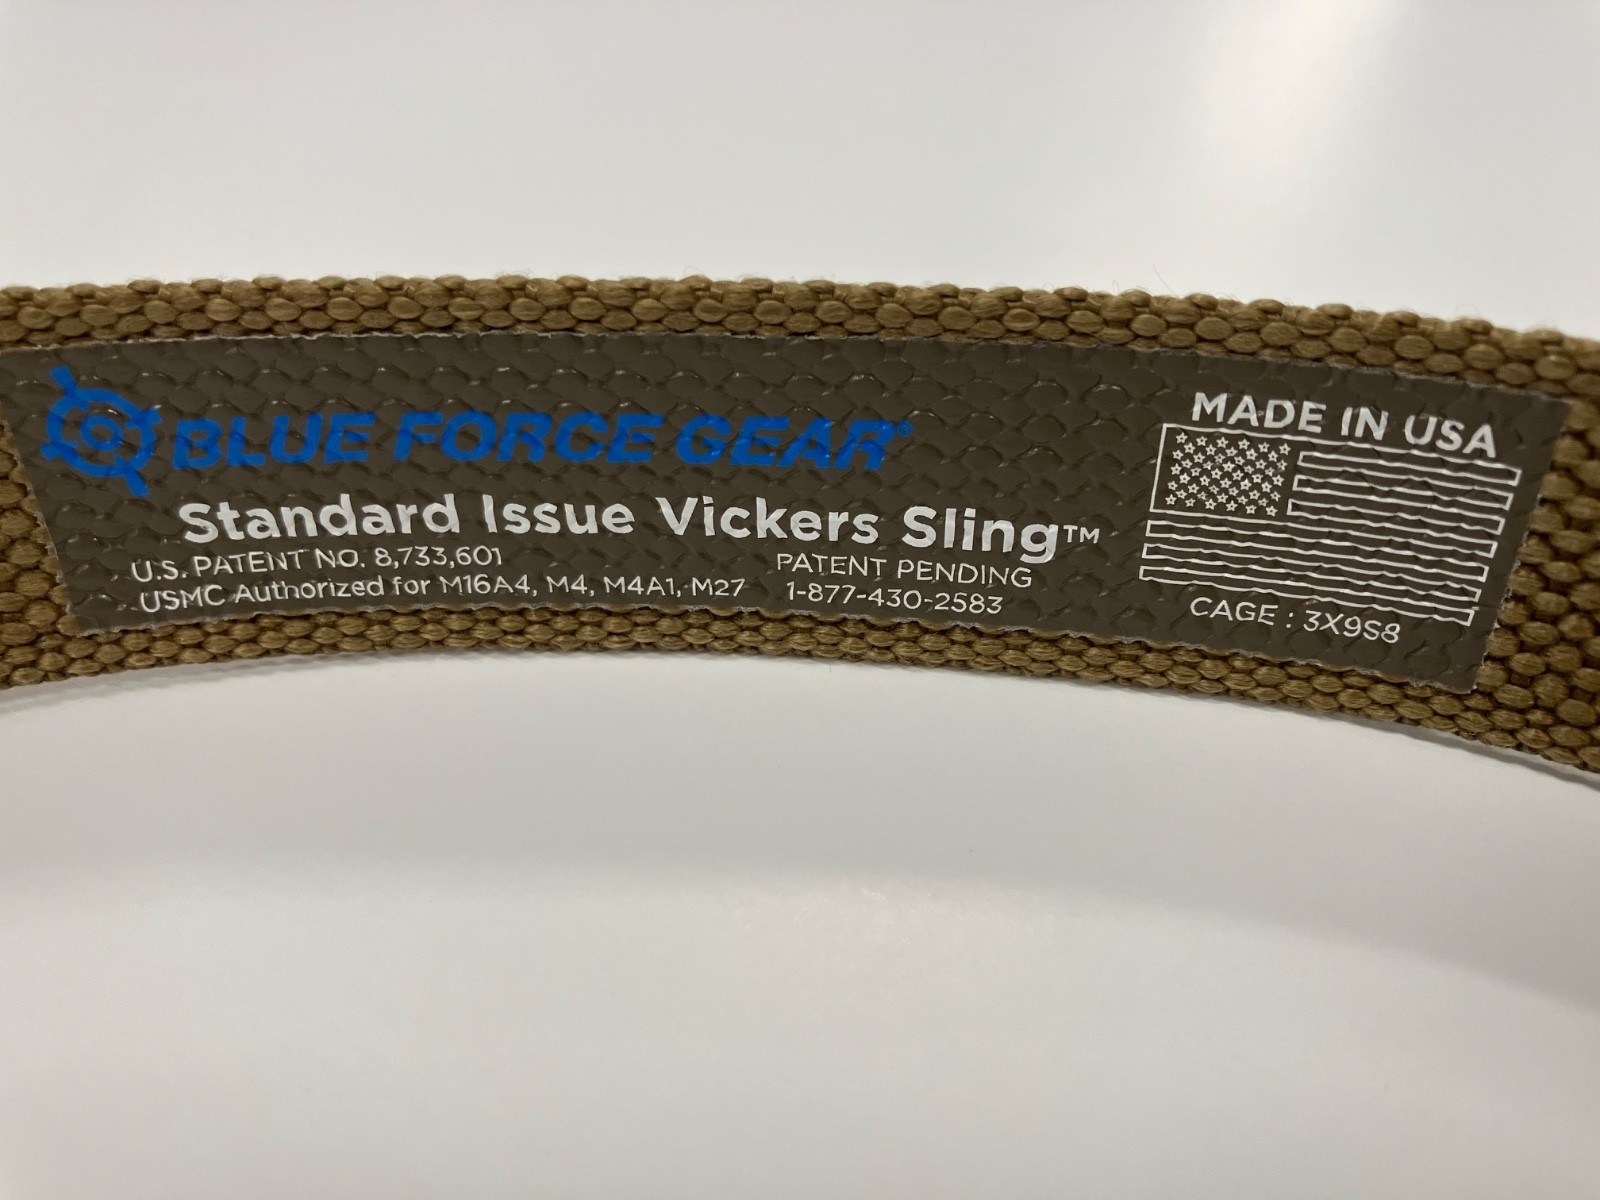 BLUE FORCE GEAR®
Standard Issue Vickers Sling™
U.S. PATENT NO. 8,733,601
USMC Authorized for M16A4, M4, M4A1, M27
PATENT PENDING
1-877-430-2583
MADE IN USA
CAGE : 3X9S8